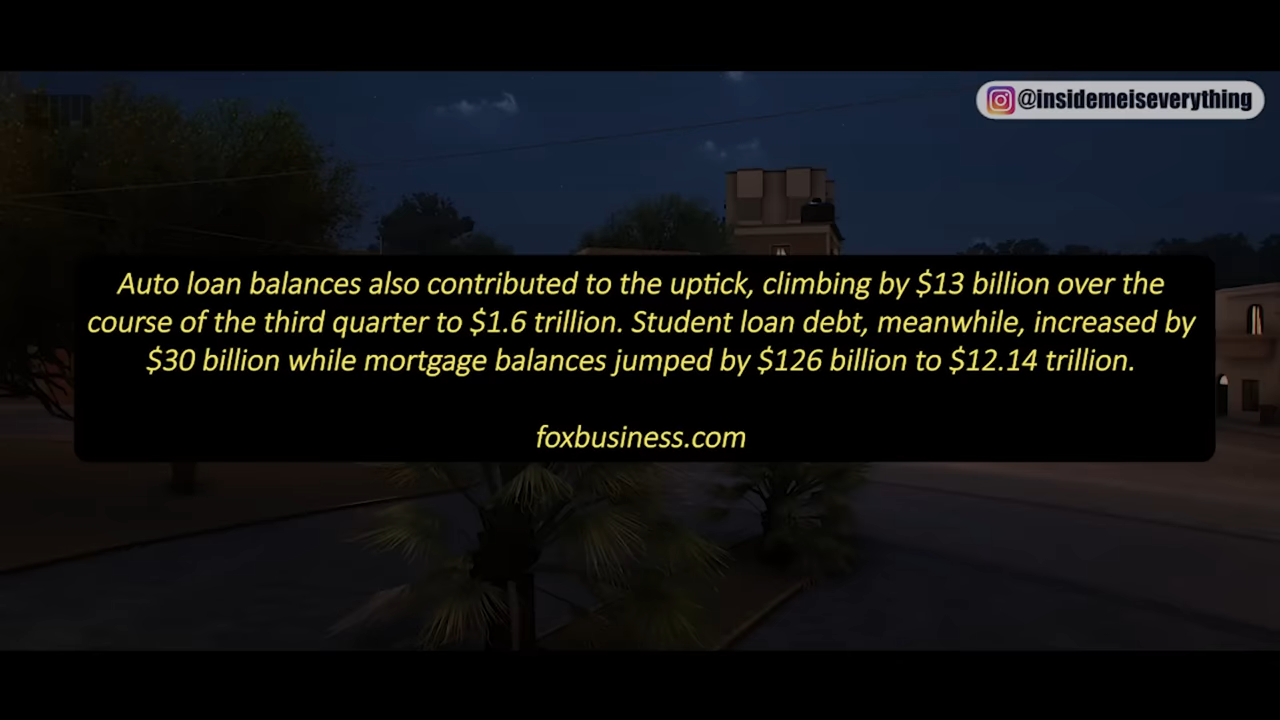 @insidemeiseverything
Auto loan balances also contributed to the uptick, climbing by $13 billion over the
course of the third quarter to $1.6 trillion. Student loan debt, meanwhile, increased by
$30 billion while mortgage balances jumped by $126 billion to $12.14 trillion.
foxbusiness.com